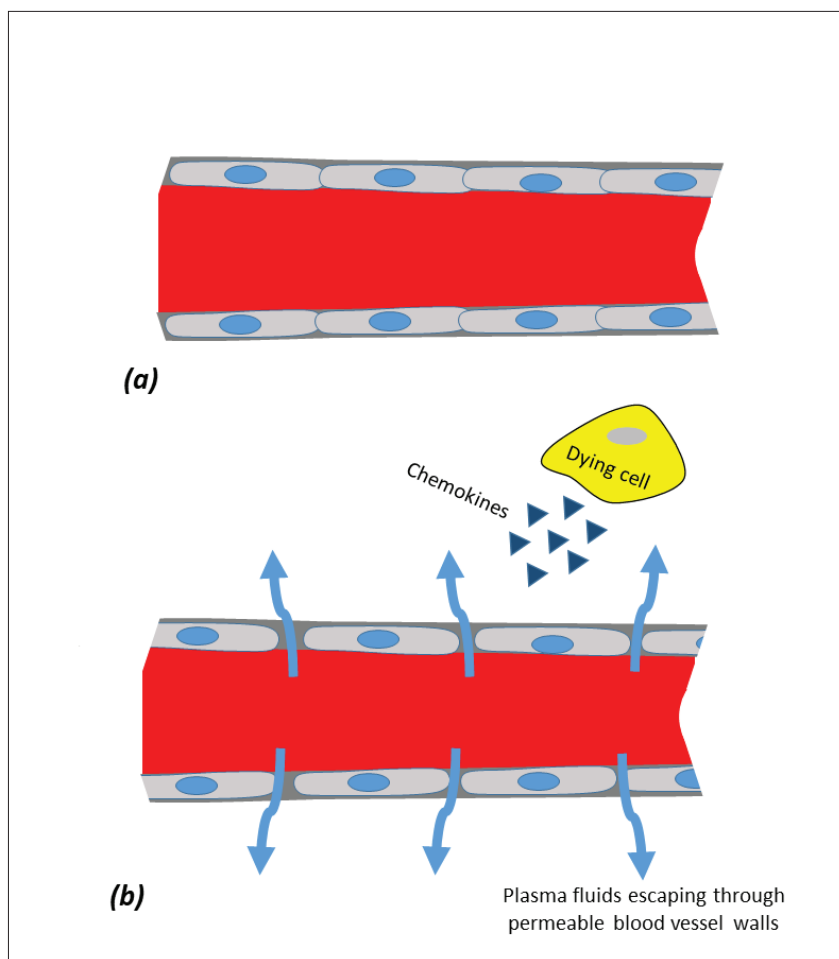 (a)
Dying cell
Chemokines
(b)
Plasma fluids escaping through
permeable blood vessel walls